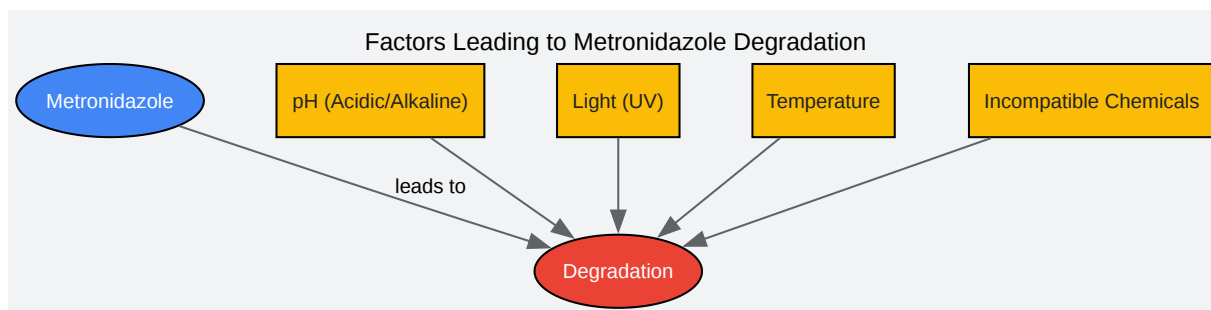 Factors Leading to Metronidazole Degradation
Metronidazole
pH (Acidic/Alkaline)
Light (UV)
Temperature
Incompatible Chemicals
leads to
Degradation